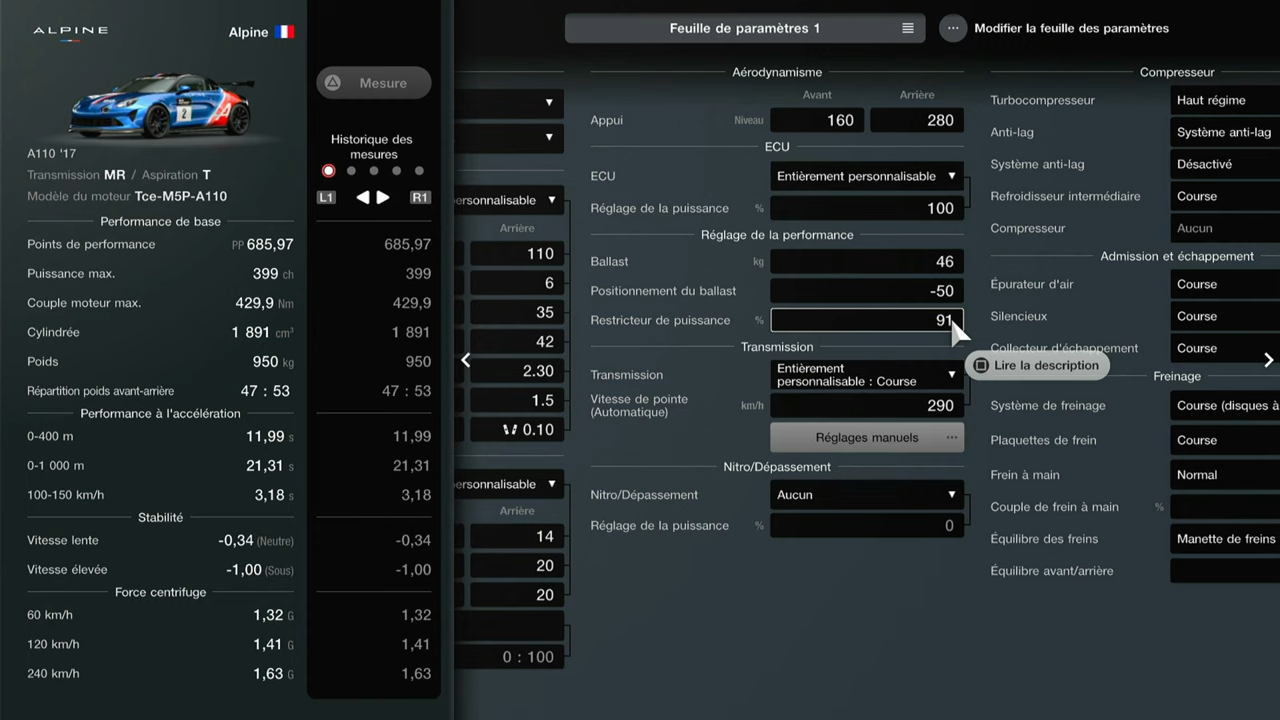 ALPINE
Alpine
2
A110 '17
Transmission MR / Aspiration T
Modèle du moteur Tce-M5P-A110
Performance de base
Points de performance PP 685,97
Puissance max. 399 ch
Couple moteur max. 429,9 Nm
Cylindrée 1 891 cm³
Poids 950 kg
Répartition poids avant-arrière 47 : 53
Performance à l'accélération
0-400 m 11,99 s
0-1 000 m 21,31 s
100-150 km/h 3,18 s
Stabilité
Vitesse lente -0,34 (Neutre)
Vitesse élevée -1,00 (Sous)
Force centrifuge
60 km/h 1,32 G
120 km/h 1,41 G
240 km/h 1,63 G
Mesure
Historique des
mesures
L1 R1
685,97
399
429,9
1 891
950
47 : 53
11,99
21,31
3,18
-0,34
-1,00
1,32
1,41
1,63
ersonnalisable
Arrière
110
6
35
42
2.30
1.5
0.10
ersonnalisable
Arrière
14
20
20
0 : 100
Feuille de paramètres 1
Modifier la feuille des paramètres
Aérodynamisme
Avant Arrière
Appui Niveau 160 280
ECU
ECU Entièrement personnalisable
Réglage de la puissance % 100
Réglage de la performance
Ballast kg 46
Positionnement du ballast -50
Restricteur de puissance % 91
Transmission
Transmission Entièrement
personnalisable : Course
Vitesse de pointe
(Automatique) km/h 290
Réglages manuels ...
Nitro/Dépassement
Nitro/Dépassement Aucun
Réglage de la puissance % 0
Compresseur
Turbocompresseur Haut régime
Anti-lag Système anti-lag
Système anti-lag Désactivé
Refroidisseur intermédiaire Course
Compresseur Aucun
Admission et échappement
Épurateur d'air Course
Silencieux Course
Collecteur d'échappement Course
Lire la description
Freinage
Système de freinage Course (disques à
Plaquettes de frein Course
Frein à main Normal
Couple de frein à main %
Équilibre des freins Manette de freins
Équilibre avant/arrière